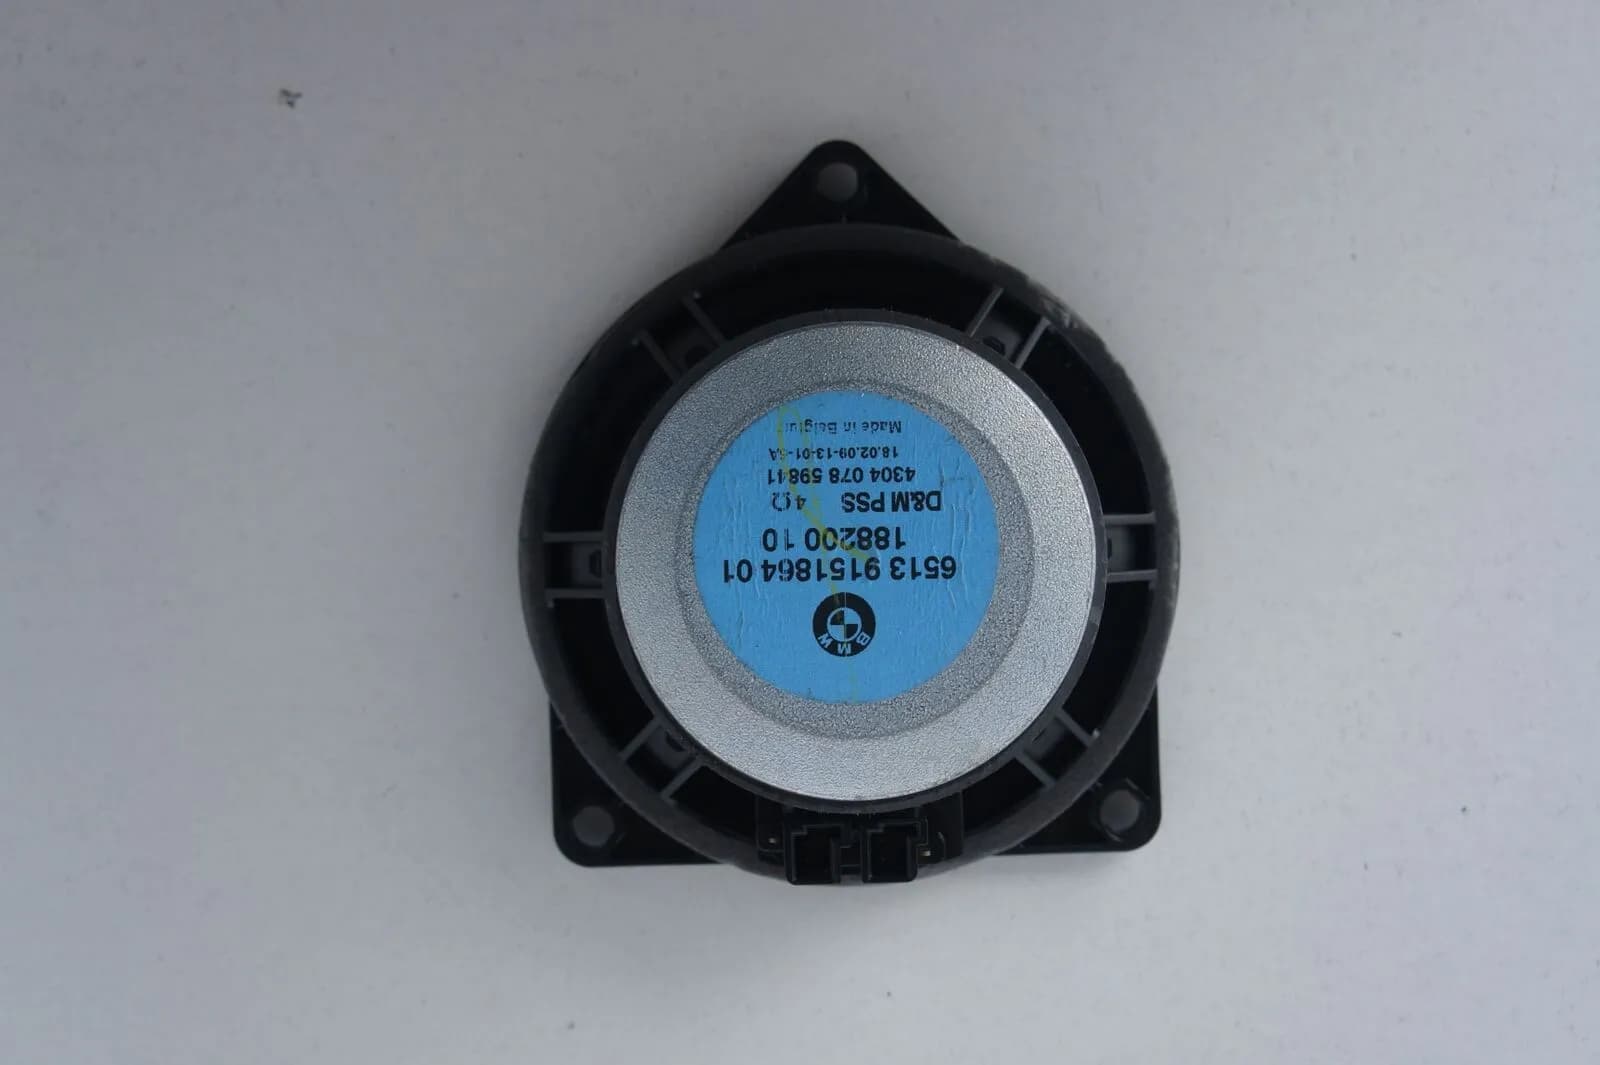 BMW
6513 9151864 01
188200 10
D&M PSS 4Ω
4304 078 59841
18.02.09-13-01-5A
Made in Belgium